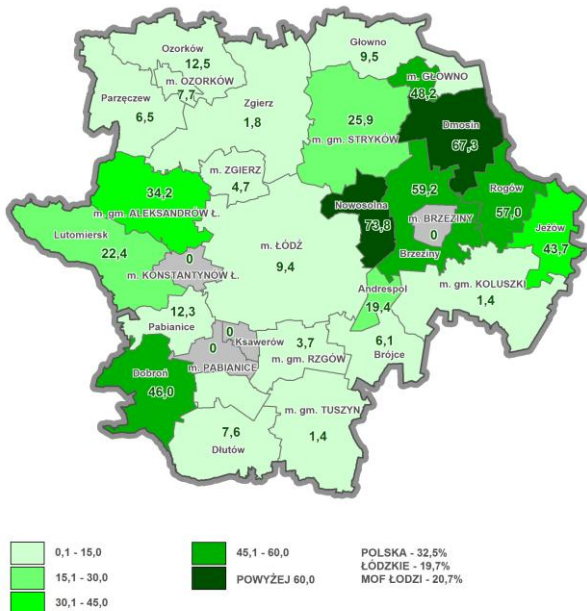 Ozorków
12,5
m. OZORKÓW
7,7
Parzęczew
6,5
Zgierz
1,8
Głowno
9,5
m. GŁOWNO
48,2
25,9
m. gm. STRYKÓW
Dmosin
67,3
m. ZGIERZ
4,7
34,2
m. gm. ALEKSANDRÓW Ł.
Lutomiersk
22,4
0
m. KONSTANTYNÓW Ł.
m. ŁÓDŹ
9,4
Nowosolna
73,8
59,2
m. BRZEZINY
0
Brzeziny
Rogów
57,0
Jeżów
43,7
m. gm. KOLUSZKI
1,4
Andrespol
19,4
6,1
Brójce
12,3
Pabianice
0
Ksawerów
0
m. PABIANICE
3,7
m. gm. RZGÓW
Dobroń
46,0
7,6
Dłutów
m. gm. TUSZYN
1,4
0,1 - 15,0
15,1 - 30,0
30,1 - 45,0
45,1 - 60,0
POWYŻEJ 60,0
POLSKA - 32,5%
ŁÓDZKIE - 19,7%
MOF ŁODZI - 20,7%